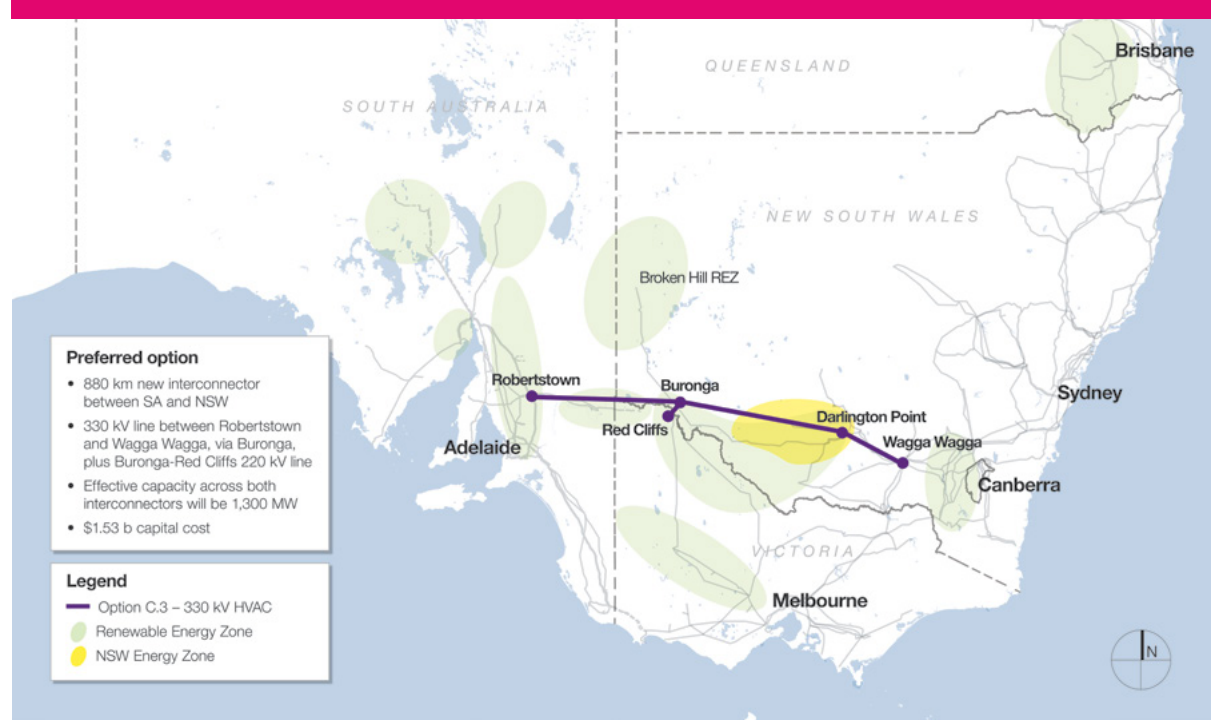 Brisbane
QUEENSLAND
SOUTH AUSTRALIA
NEW SOUTH WALES
Broken Hill REZ
Robertstown
Buronga
Sydney
Darlington Point
Red Cliffs
Wagga Wagga
Adelaide
Canberra
VICTORIA
Melbourne
Preferred option
• 880 km new interconnector
between SA and NSW
• 330 kV line between Robertstown
and Wagga Wagga, via Buronga,
plus Buronga-Red Cliffs 220 kV line
• Effective capacity across both
interconnectors will be 1,300 MW
• $1.53 b capital cost
Legend
Option C.3 – 330 kV HVAC
Renewable Energy Zone
NSW Energy Zone
N